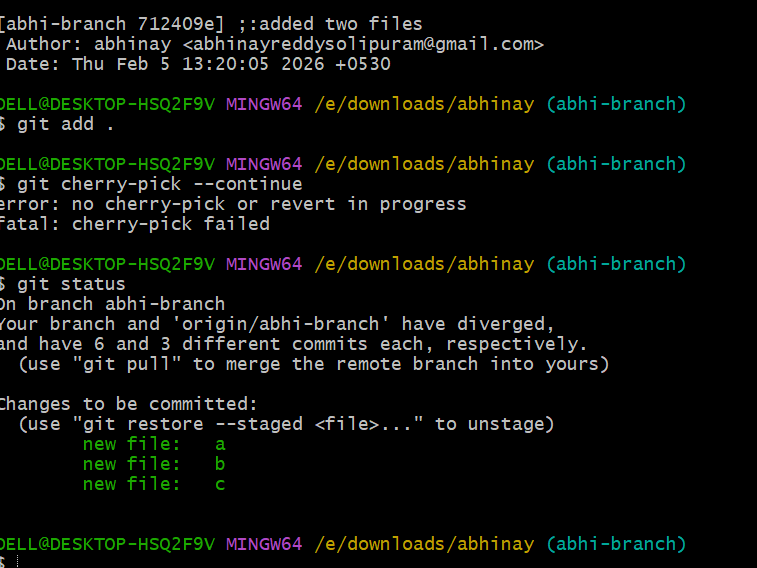 [abhi-branch 712409e] ;:added two files
Author: abhinay <abhinayreddysolipuram@gmail.com>
Date: Thu Feb 5 13:20:05 2026 +0530
DELL@DESKTOP-HSQ2F9V MINGW64 /e/downloads/abhinay (abhi-branch)
$ git add .
DELL@DESKTOP-HSQ2F9V MINGW64 /e/downloads/abhinay (abhi-branch)
$ git cherry-pick --continue
error: no cherry-pick or revert in progress
fatal: cherry-pick failed
DELL@DESKTOP-HSQ2F9V MINGW64 /e/downloads/abhinay (abhi-branch)
$ git status
On branch abhi-branch
Your branch and 'origin/abhi-branch' have diverged,
and have 6 and 3 different commits each, respectively.
(use "git pull" to merge the remote branch into yours)
Changes to be committed:
(use "git restore --staged <file>..." to unstage)
new file:   a
new file:   b
new file:   c
DELL@DESKTOP-HSQ2F9V MINGW64 /e/downloads/abhinay (abhi-branch)
$